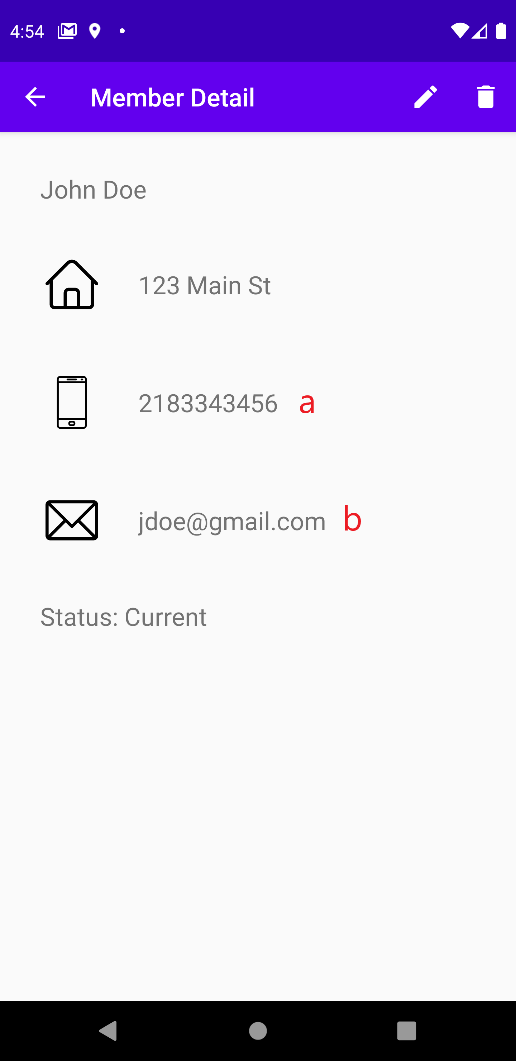 4:54
Member Detail
John Doe
123 Main St
2183343456 a
jdoe@gmail.com b
Status: Current